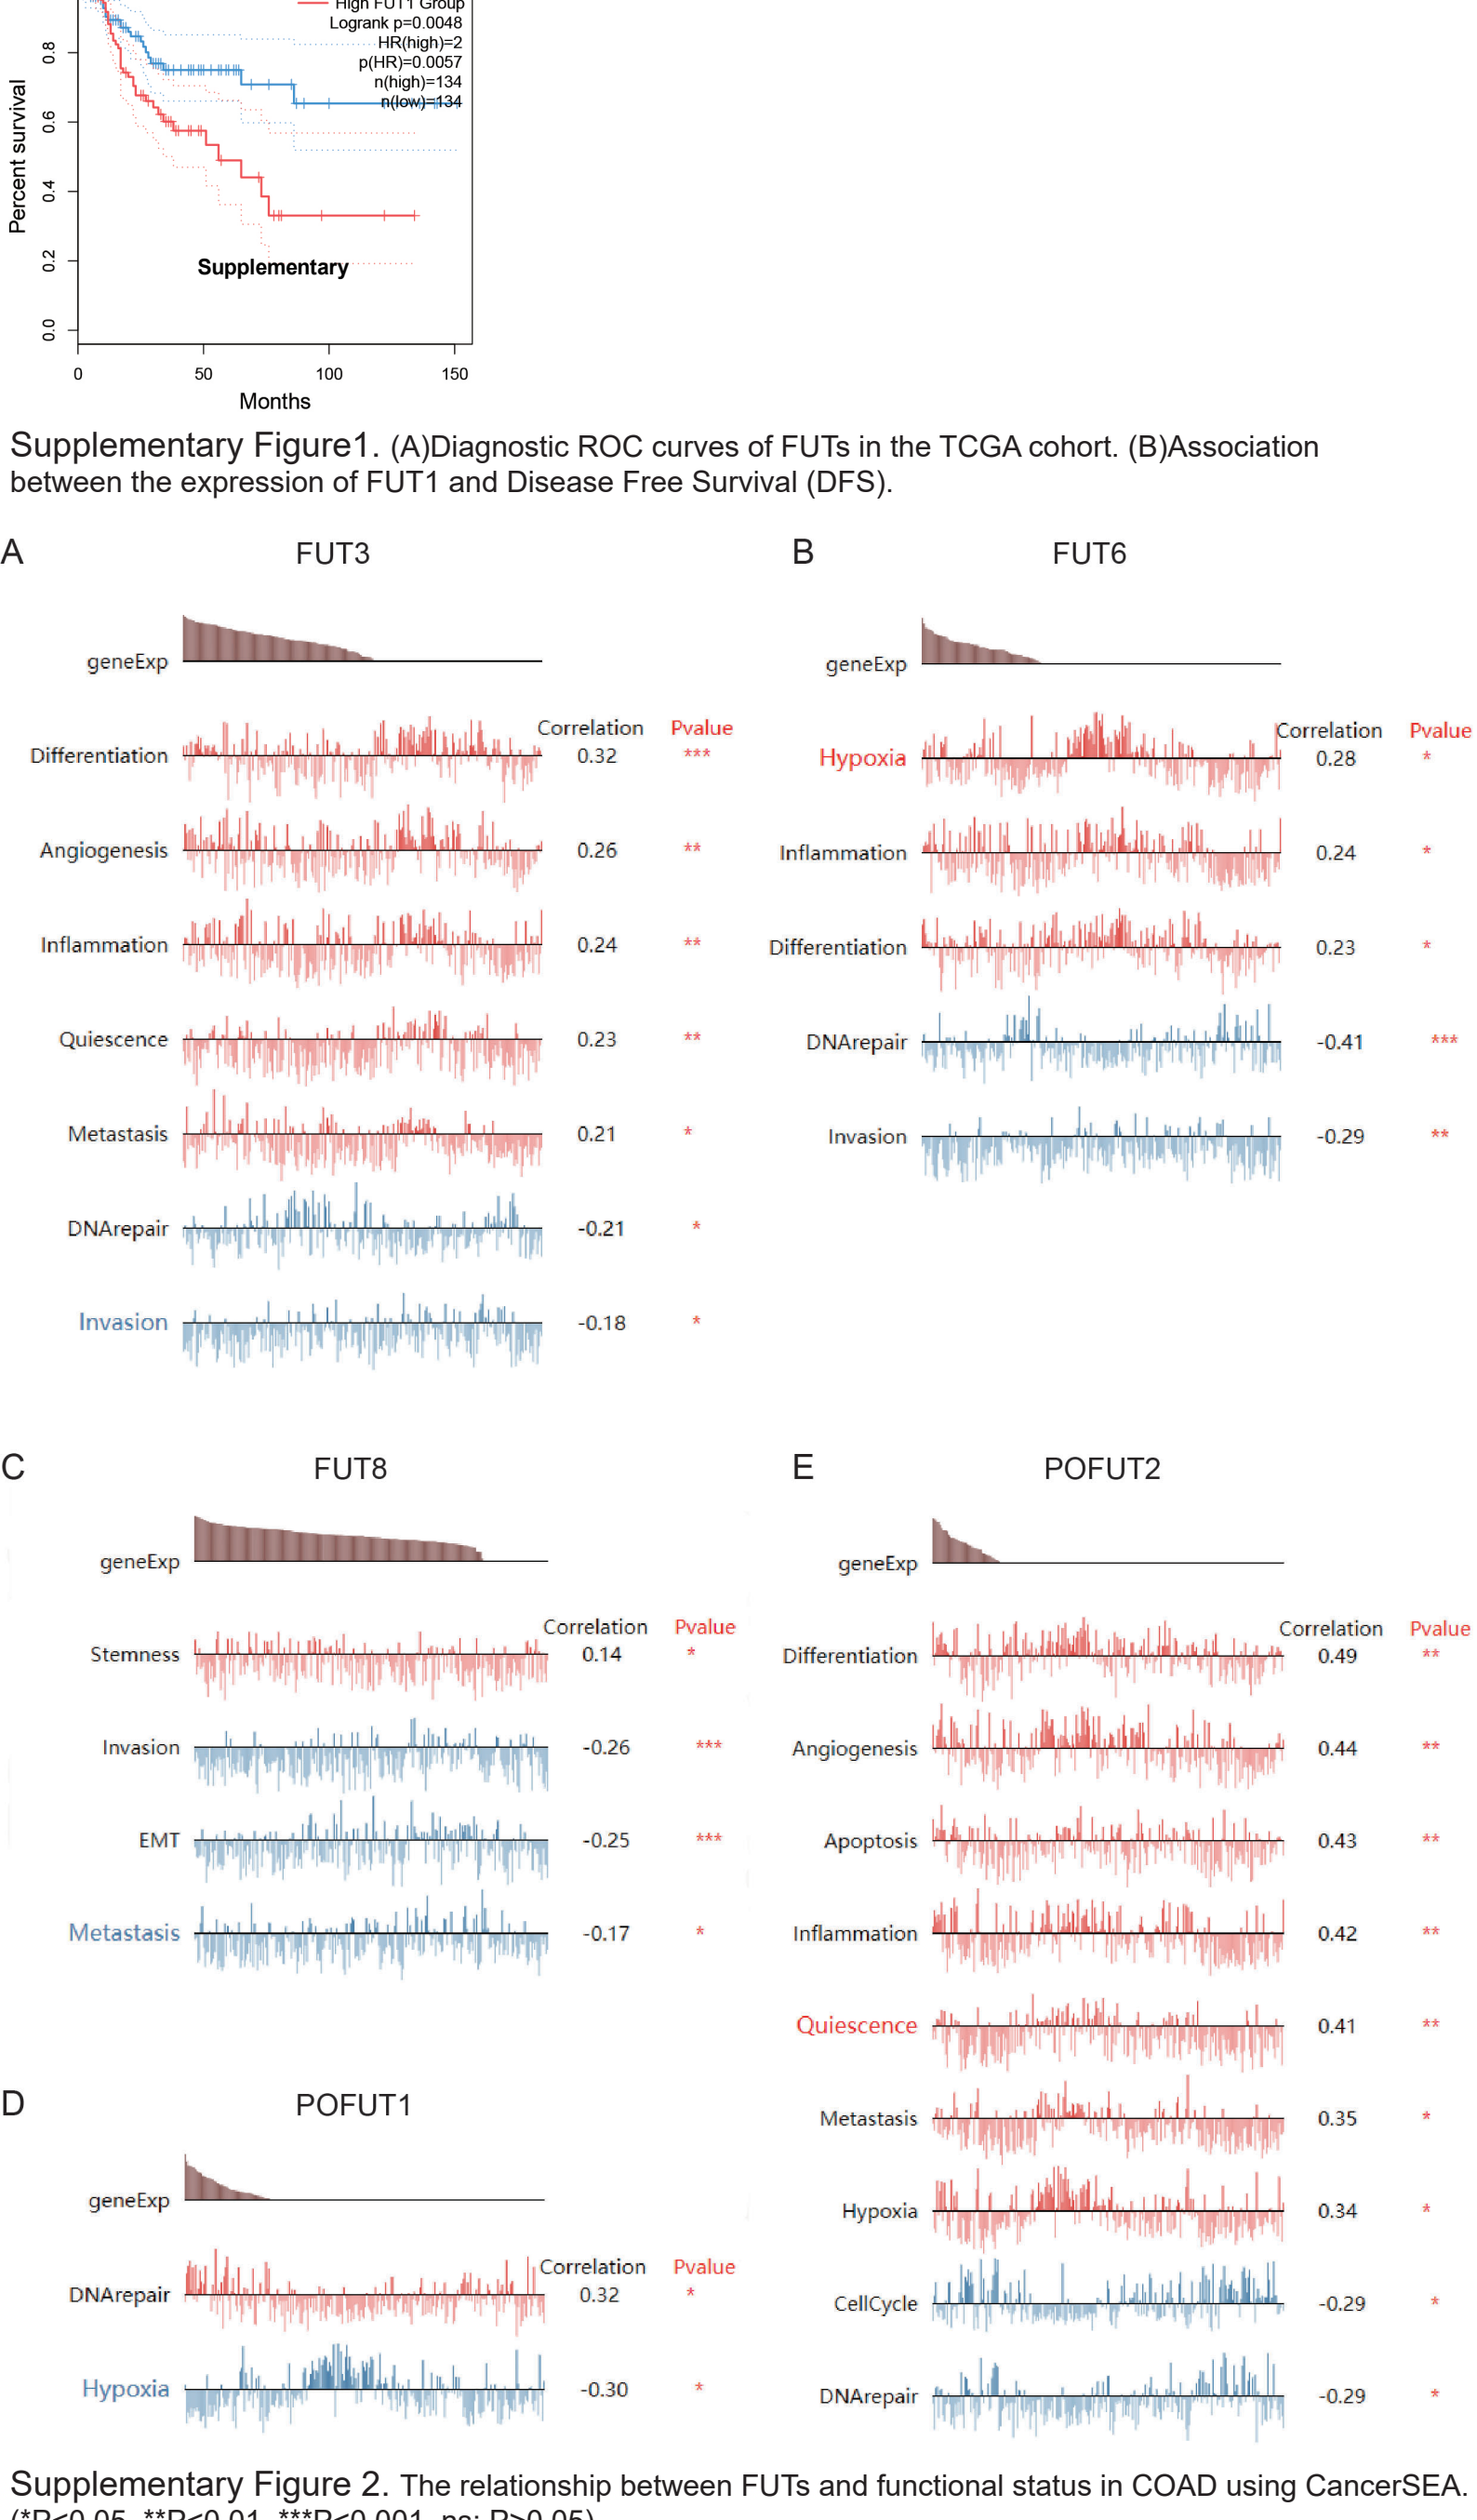 High FUT1 Group
Logrank p=0.0048
HR(high)=2
p(HR)=0.0057
n(high)=134
n(low)=134
Percent survival
0.8
0.6
0.4
0.2
0.0
Supplementary
0 50 100 150
Months
Supplementary Figure1. (A)Diagnostic ROC curves of FUTs in the TCGA cohort. (B)Association
between the expression of FUT1 and Disease Free Survival (DFS).
A FUT3
geneExp
Correlation Pvalue
Differentiation 0.32 ***
Angiogenesis 0.26 **
Inflammation 0.24 **
Quiescence 0.23 **
Metastasis 0.21 *
DNArepair -0.21 *
Invasion -0.18 *
B FUT6
geneExp
Correlation Pvalue
Hypoxia 0.28 *
Inflammation 0.24 *
Differentiation 0.23 *
DNArepair -0.41 ***
Invasion -0.29 **
C FUT8
geneExp
Correlation Pvalue
Stemness 0.14 *
Invasion -0.26 ***
EMT -0.25 ***
Metastasis -0.17 *
D POFUT1
geneExp
Correlation Pvalue
DNArepair 0.32 *
Hypoxia -0.30 *
E POFUT2
geneExp
Correlation Pvalue
Differentiation 0.49 **
Angiogenesis 0.44 **
Apoptosis 0.43 **
Inflammation 0.42 **
Quiescence 0.41 **
Metastasis 0.35 *
Hypoxia 0.34 *
CellCycle -0.29 *
DNArepair -0.29 *
Supplementary Figure 2. The relationship between FUTs and functional status in COAD using CancerSEA.
(*P<0.05, **P<0.01, ***P<0.001, ns: P>0.05)